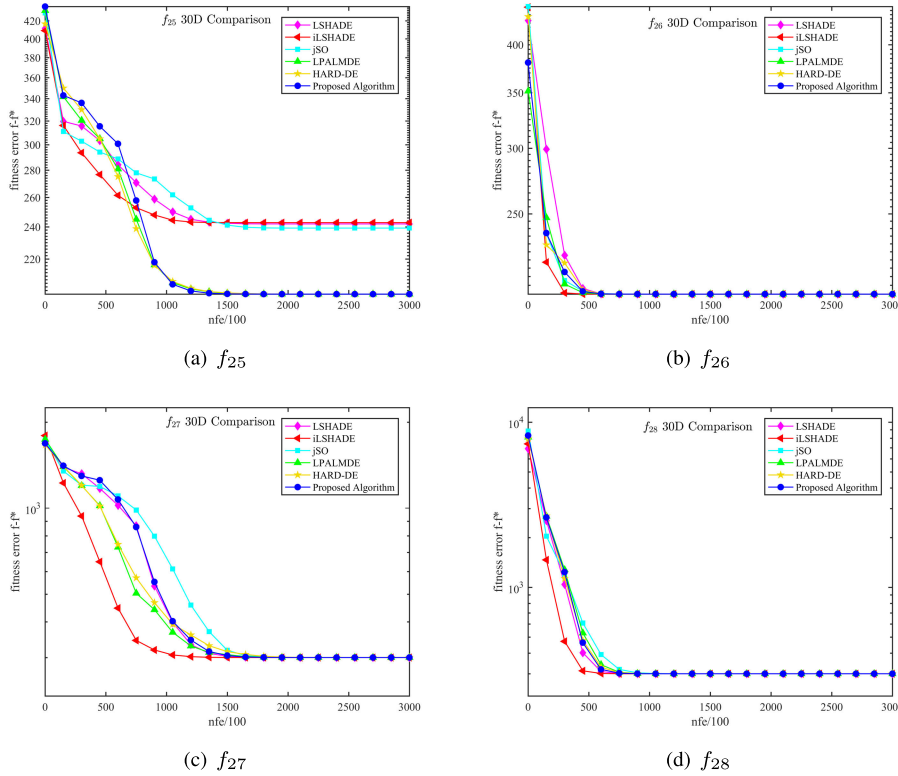 f25 30D Comparison
LSHADE
iLSHADE
jSO
LPALMDE
HARD-DE
Proposed Algorithm
fitness error f-f*
420
400
380
360
340
320
300
280
260
240
220
0 500 1000 1500 2000 2500 3000
nfe/100
(a) f25
f26 30D Comparison
LSHADE
iLSHADE
jSO
LPALMDE
HARD-DE
Proposed Algorithm
fitness error f-f*
400
350
300
250
0 500 1000 1500 2000 2500 300
nfe/100
(b) f26
f27 30D Comparison
LSHADE
iLSHADE
jSO
LPALMDE
HARD-DE
Proposed Algorithm
fitness error f-f*
10^3
0 500 1000 1500 2000 2500 3000
nfe/100
(c) f27
f28 30D Comparison
LSHADE
iLSHADE
jSO
LPALMDE
HARD-DE
Proposed Algorithm
fitness error f-f*
10^4
10^3
0 500 1000 1500 2000 2500 300
nfe/100
(d) f28